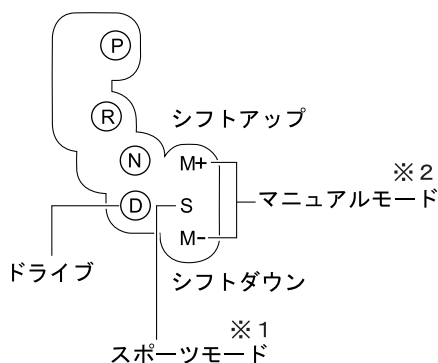 P
R
シフトアップ
N
M+
※2
マニュアルモード
D
S
M-
ドライブ
シフトダウン
※1
スポーツモード